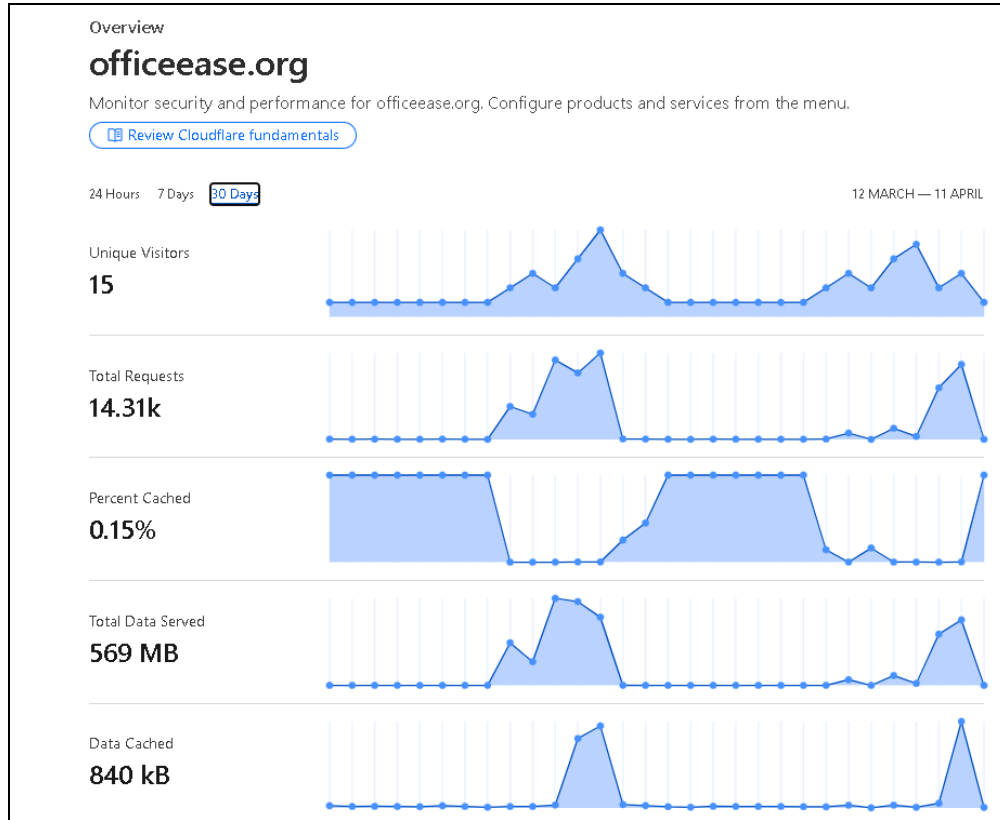 Overview
officeease.org
Monitor security and performance for officeease.org. Configure products and services from the menu.
Review Cloudflare fundamentals
24 Hours 7 Days 30 Days 12 MARCH — 11 APRIL
Unique Visitors
15
Total Requests
14.31k
Percent Cached
0.15%
Total Data Served
569 MB
Data Cached
840 kB